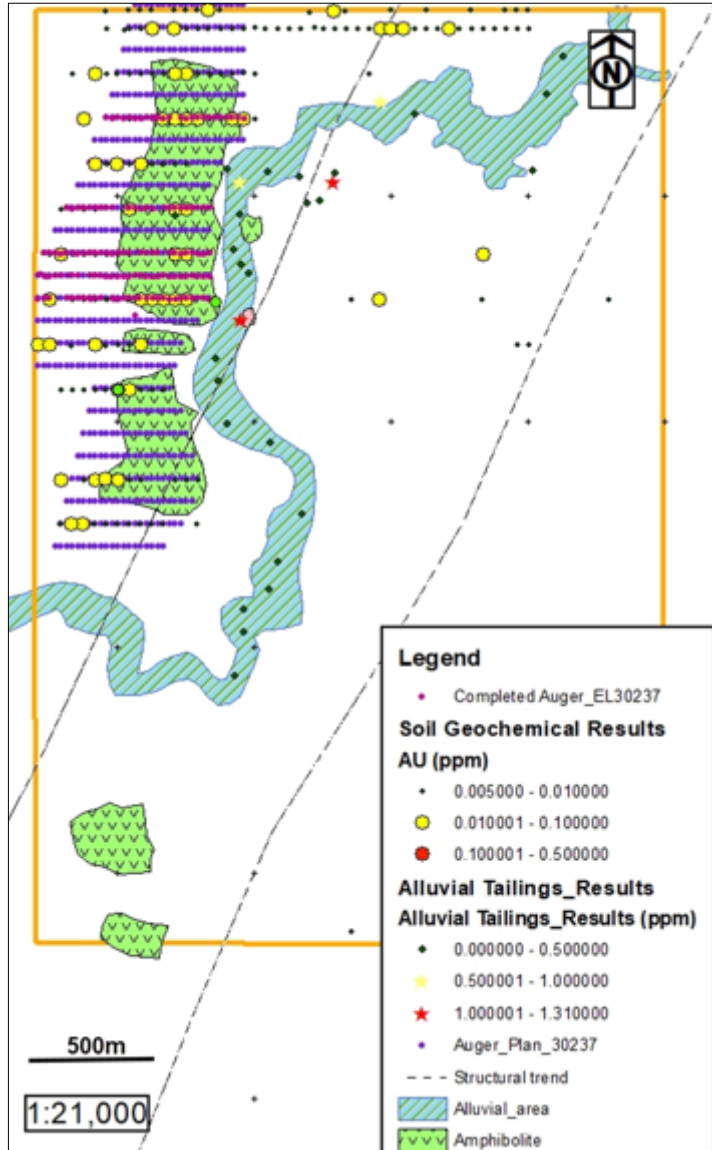 N
Legend
Completed Auger_EL30237
Soil Geochemical Results
AU (ppm)
0.005000 - 0.010000
0.010001 - 0.100000
0.100001 - 0.500000
Alluvial Tailings_Results
Alluvial Tailings_Results (ppm)
0.000000 - 0.500000
0.500001 - 1.000000
1.000001 - 1.310000
Auger_Plan_30237
Structural trend
Alluvial_area
Amphibolite
500m
1:21,000